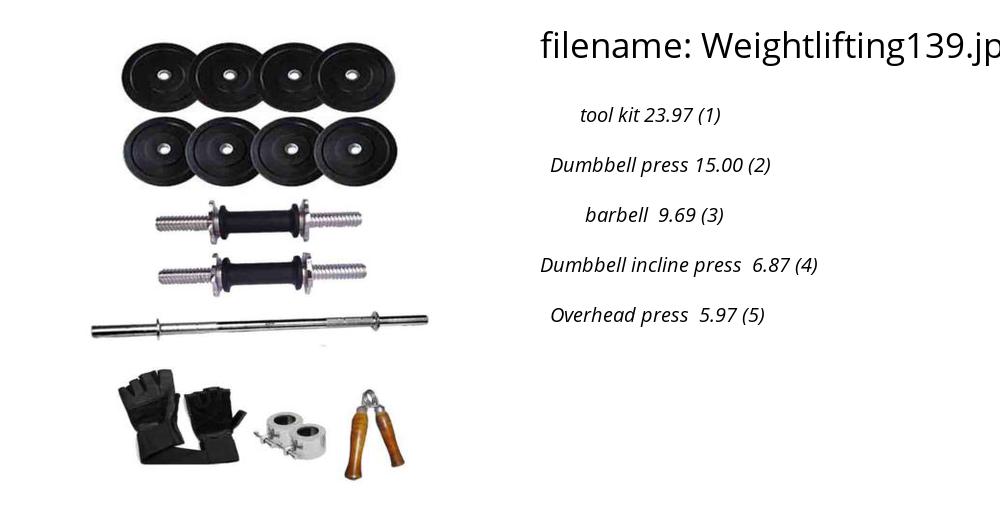 filename: Weightlifting139.jp
tool kit 23.97 (1)
Dumbbell press 15.00 (2)
barbell  9.69 (3)
Dumbbell incline press  6.87 (4)
Overhead press  5.97 (5)